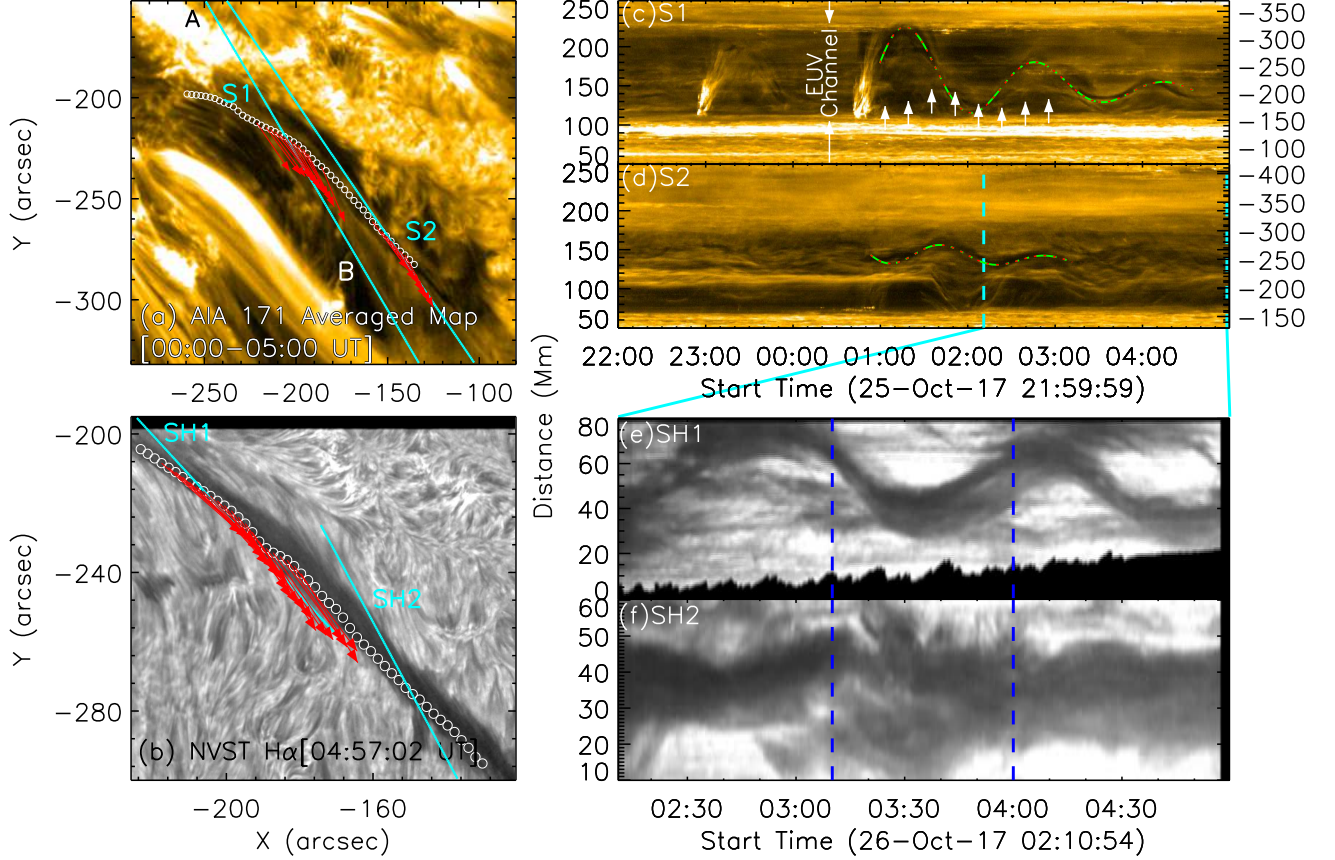 A
S1
S2
B
(a) AIA 171 Averaged Map
[00:00−05:00 UT]
Y (arcsec)
−200
−250
−300
−250 −200 −150 −100
(c)S1
EUV
Channel
250
200
150
100
50
−350
−300
−250
−200
−150
−100
(d)S2
250
200
150
100
50
−400
−350
−300
−250
−200
−150
22:00 23:00 00:00 01:00 02:00 03:00 04:00
Start Time (25−Oct−17 21:59:59)
Distance (Mm)
SH1
SH2
(b) NVST Hα[04:57:02 UT]
Y (arcsec)
−200
−240
−280
−200 −160
X (arcsec)
(e)SH1
80
60
40
20
0
(f)SH2
60
50
40
30
20
10
02:30 03:00 03:30 04:00 04:30
Start Time (26−Oct−17 02:10:54)